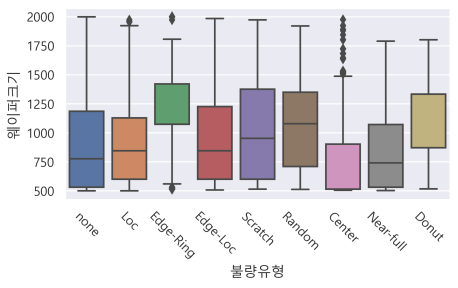 2000
1750
1500
1250
1000
750
500
웨이퍼크기
none
Loc
Edge-Ring
Edge-Loc
Scratch
Random
Center
Near-full
Donut
불량유형